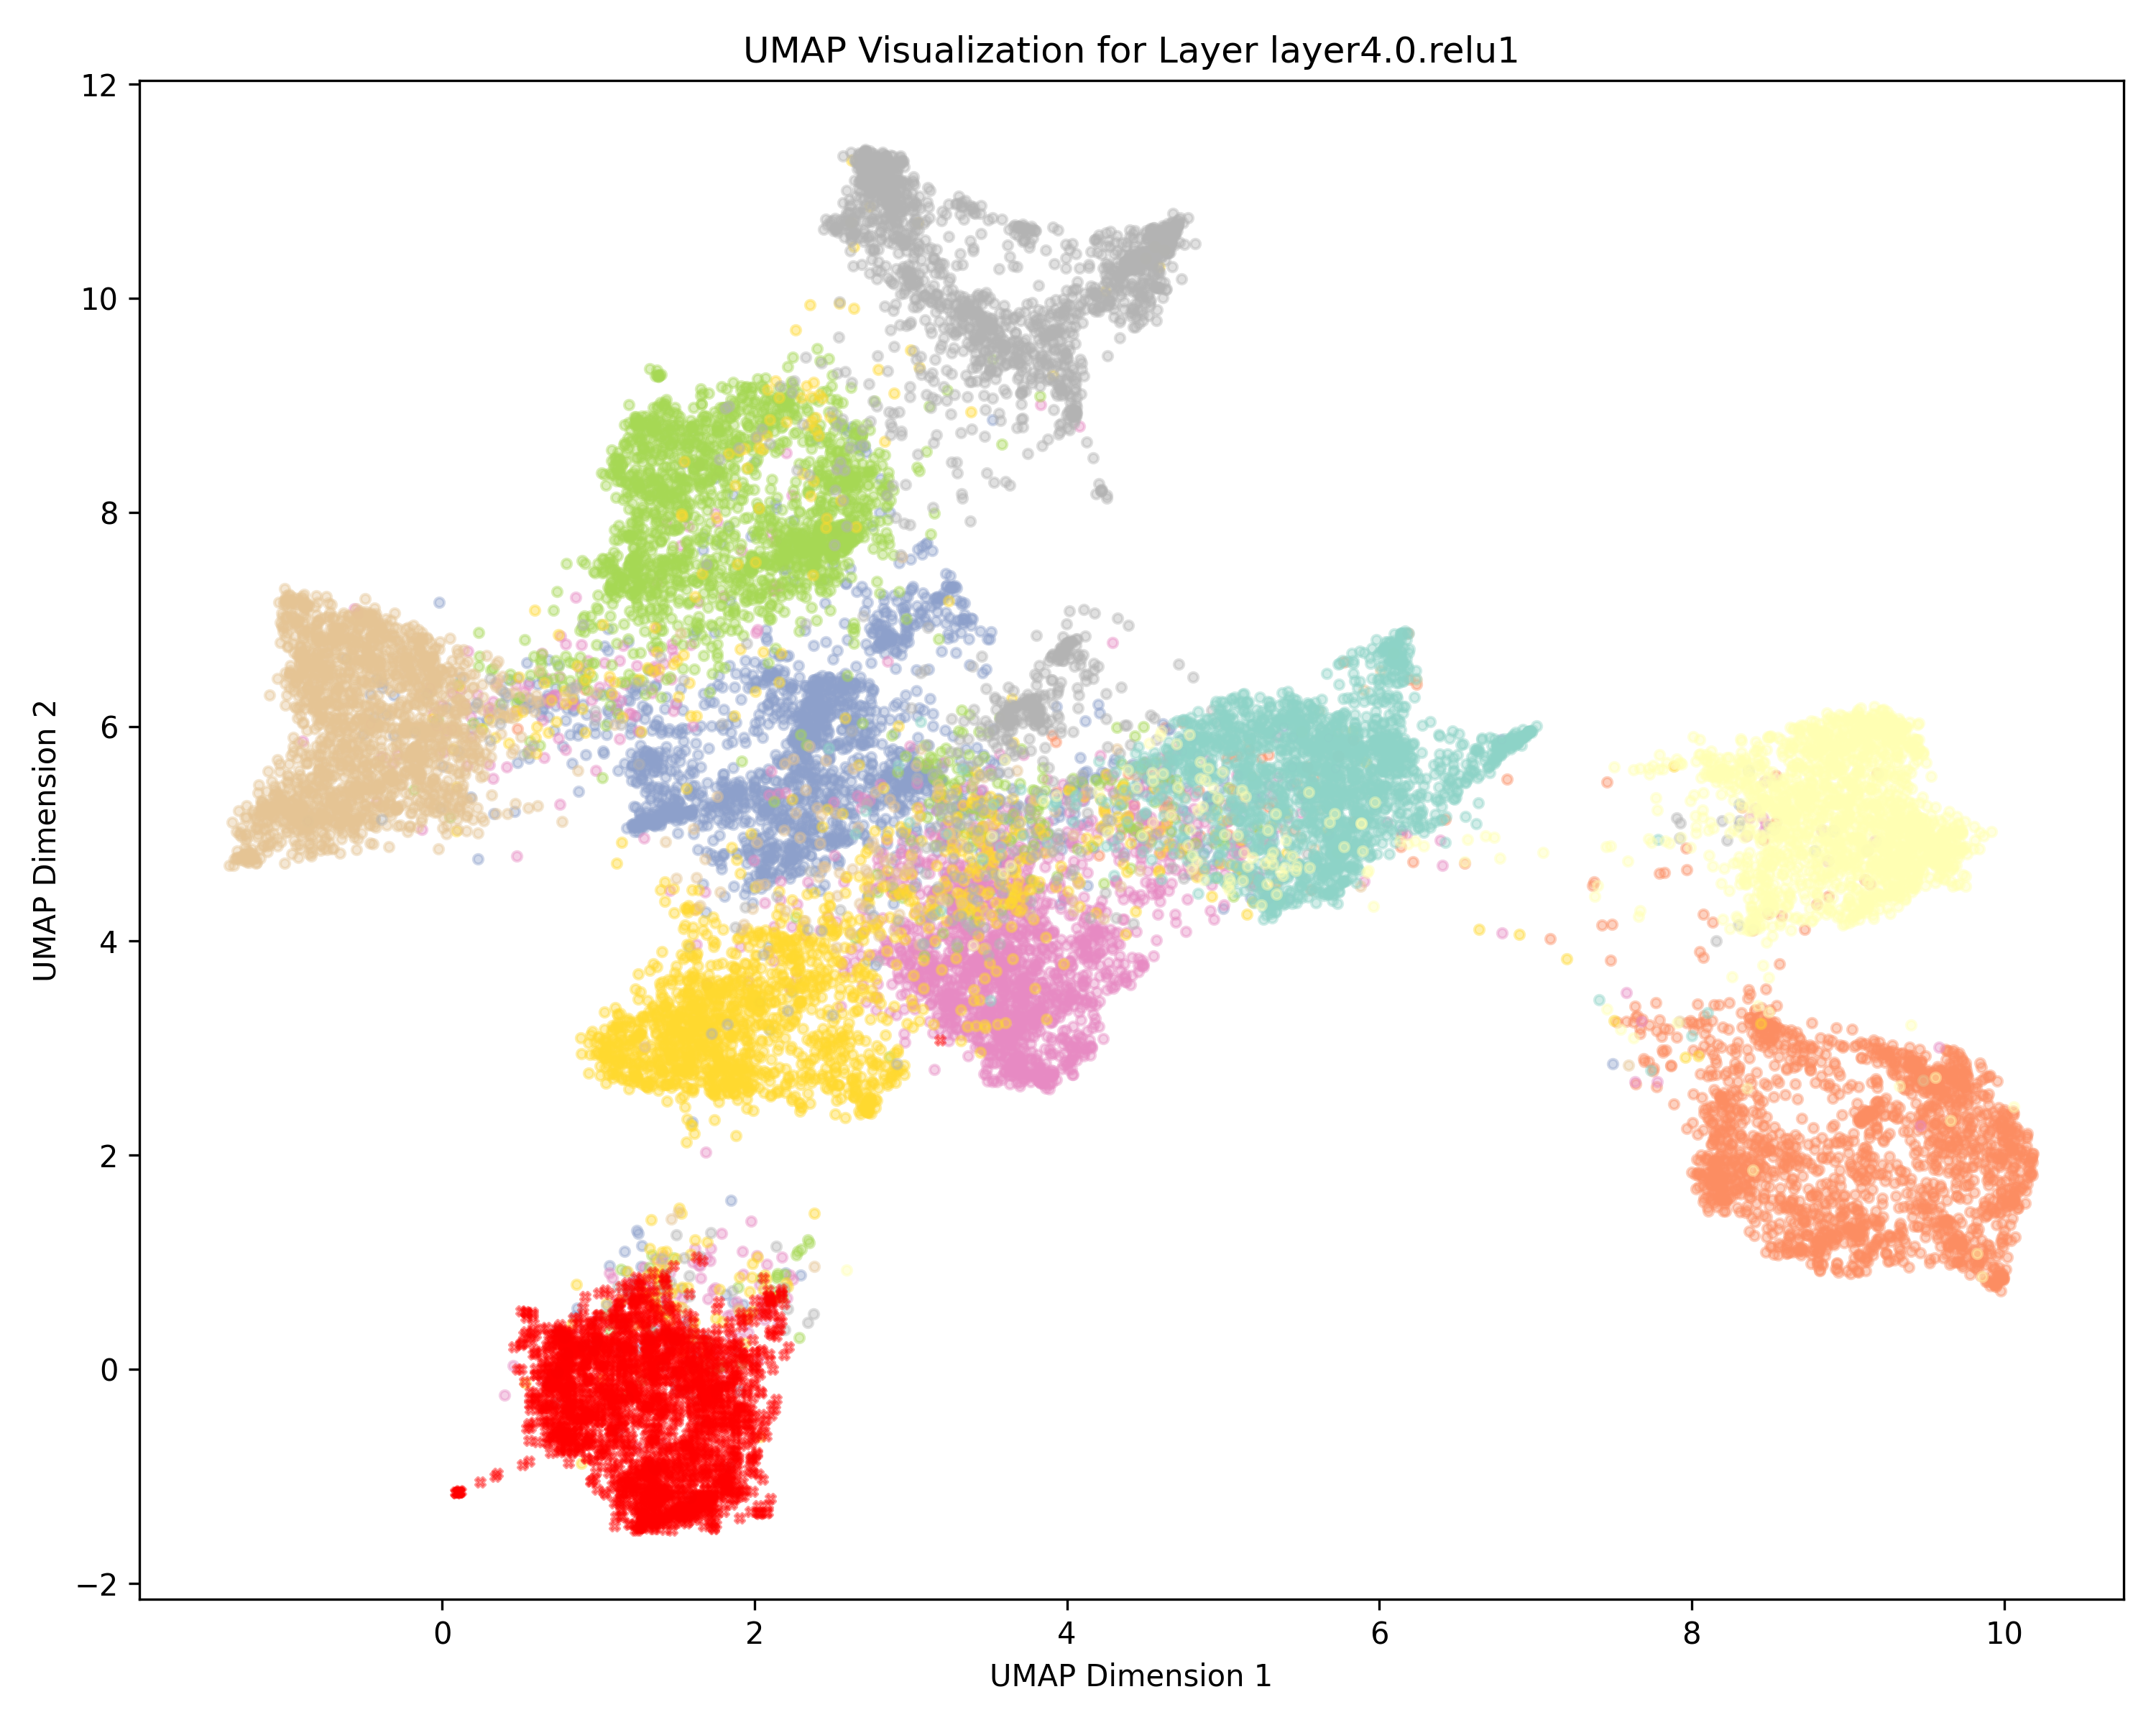 UMAP Visualization for Layer layer4.0.relu1
12
10
8
6
4
2
0
−2
UMAP Dimension 2
0 2 4 6 8 10
UMAP Dimension 1